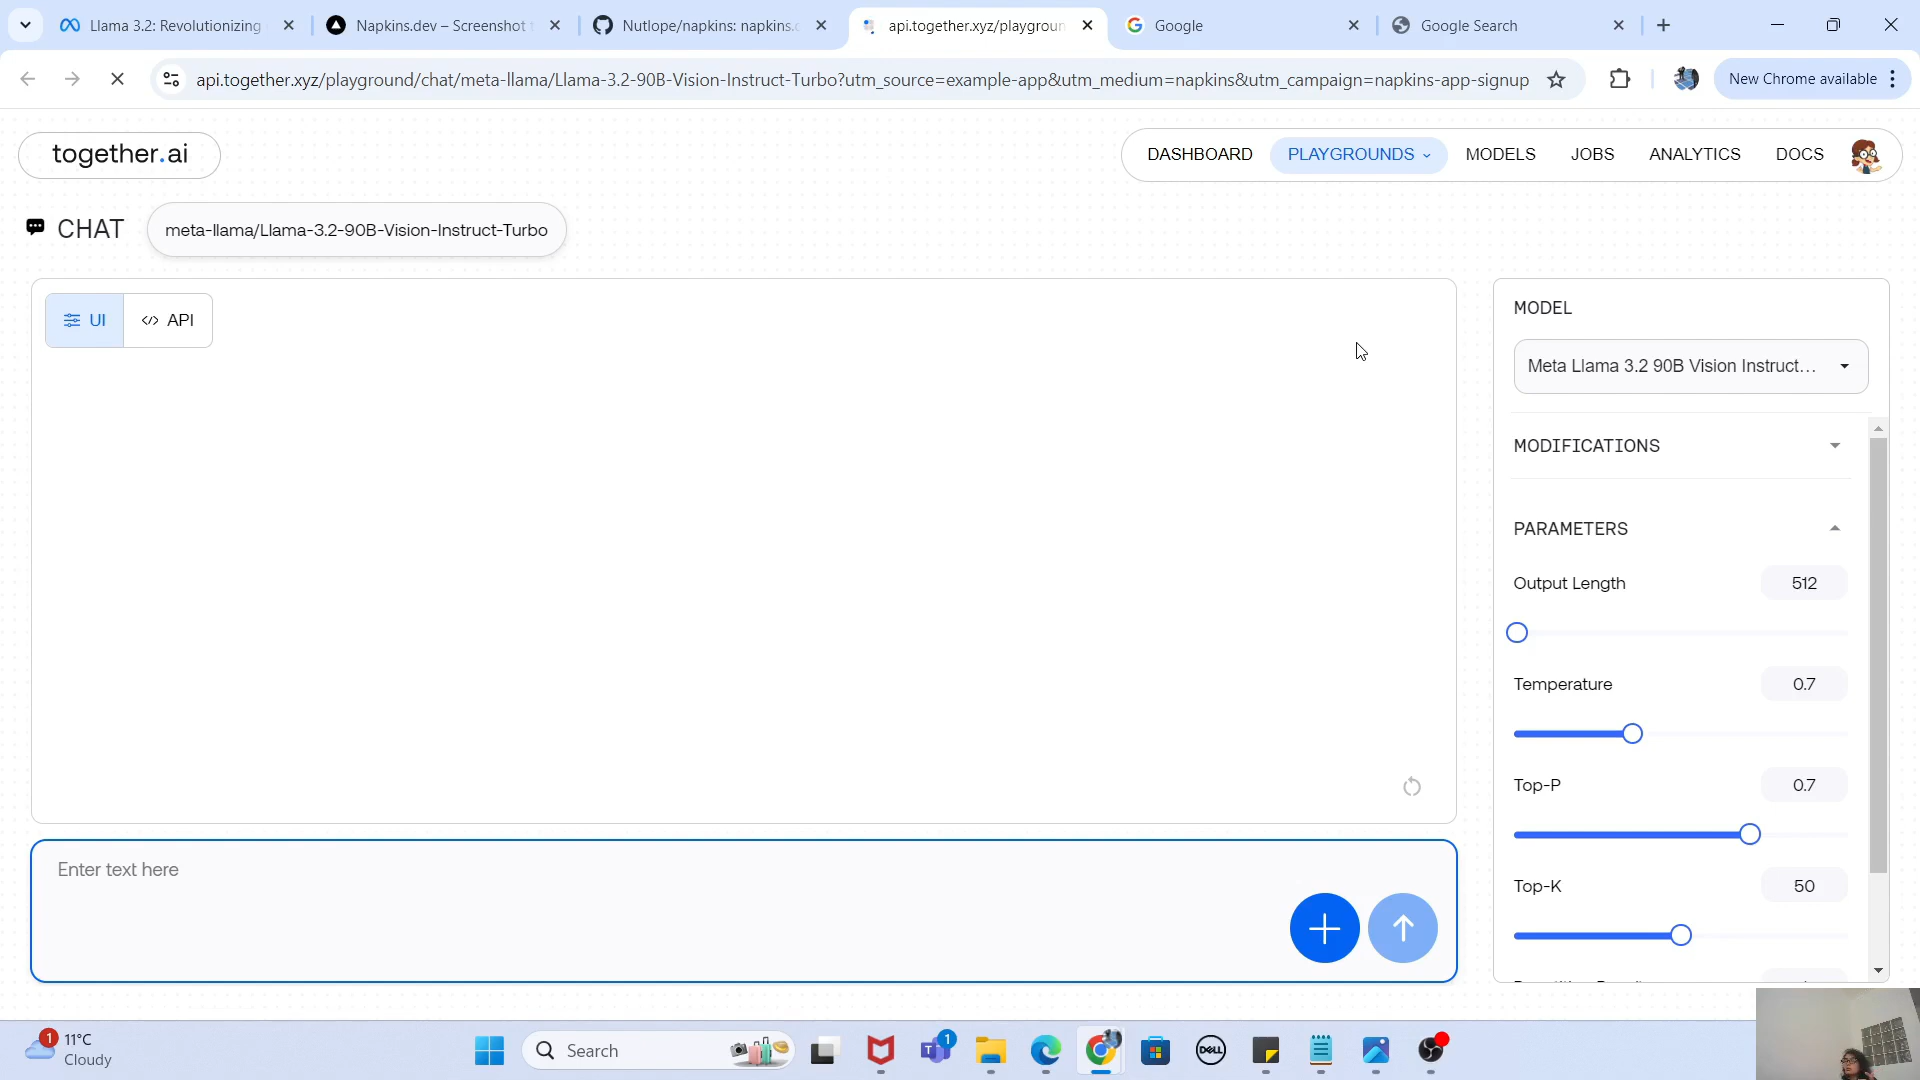 Llama 3.2: Revolutionizing
Napkins.dev – Screenshot
Nutlope/napkins: napkins.
api.together.xyz/playgroun
Google
Google Search
api.together.xyz/playground/chat/meta-llama/Llama-3.2-90B-Vision-Instruct-Turbo?utm_source=example-app&utm_medium=napkins&utm_campaign=napkins-app-signup
New Chrome available
together.ai
DASHBOARD
PLAYGROUNDS
MODELS
JOBS
ANALYTICS
DOCS
CHAT
meta-llama/Llama-3.2-90B-Vision-Instruct-Turbo
UI
API
MODEL
Meta Llama 3.2 90B Vision Instruct...
MODIFICATIONS
PARAMETERS
Output Length
512
Temperature
0.7
Top-P
0.7
Top-K
50
Enter text here
1
11°C
Cloudy
Search
1
DELL